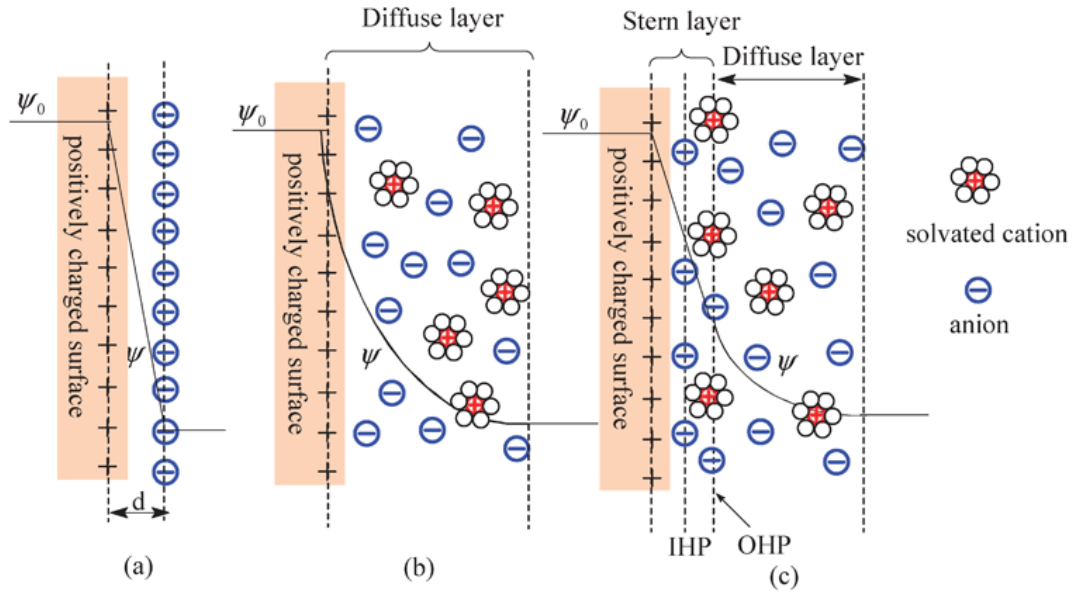 Diffuse layer
Stern layer
Diffuse layer
ψ₀
positively charged surface
ψ
d
(a)
ψ₀
positively charged surface
ψ
(b)
ψ₀
positively charged surface
ψ
IHP
OHP
(c)
solvated cation
anion